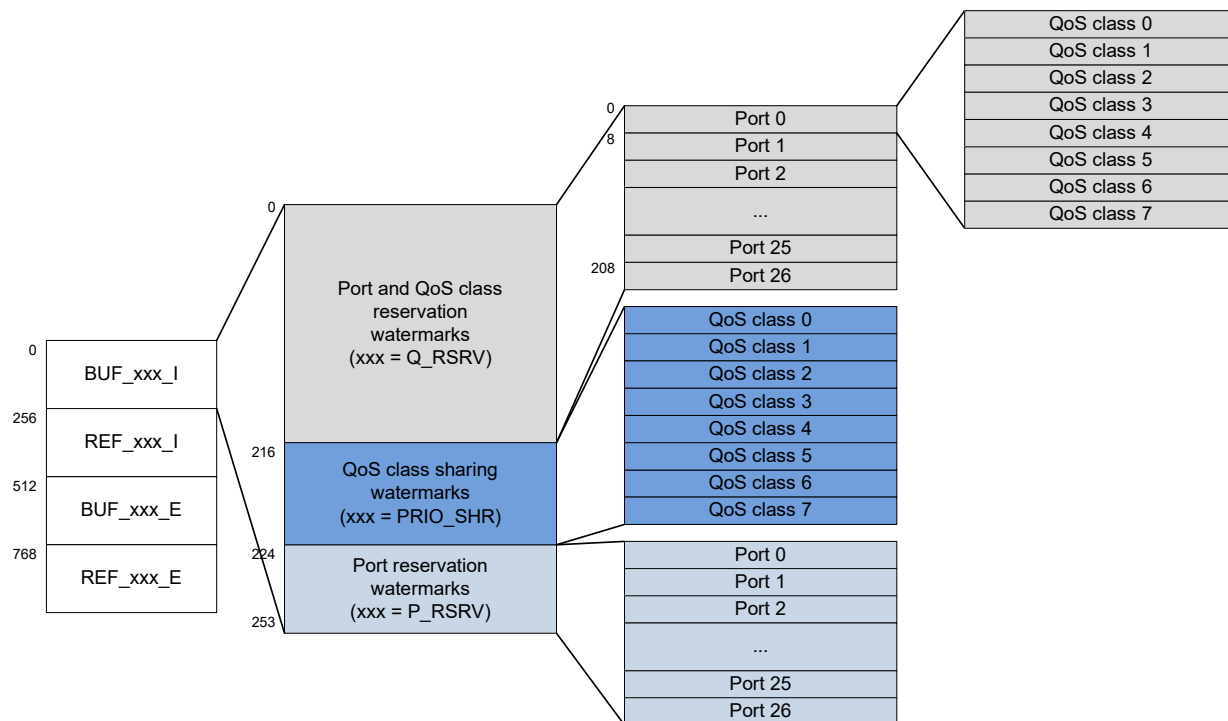 0
BUF_xxx_I
256
REF_xxx_I
512
BUF_xxx_E
768
REF_xxx_E
0
Port and QoS class
reservation
watermarks
(xxx = Q_RSRV)
216
QoS class sharing
watermarks
(xxx = PRIO_SHR)
224
Port reservation
watermarks
(xxx = P_RSRV)
253
0
Port 0
8
Port 1
Port 2
...
Port 25
208
Port 26
QoS class 0
QoS class 1
QoS class 2
QoS class 3
QoS class 4
QoS class 5
QoS class 6
QoS class 7
Port 0
Port 1
Port 2
...
Port 25
Port 26
QoS class 0
QoS class 1
QoS class 2
QoS class 3
QoS class 4
QoS class 5
QoS class 6
QoS class 7